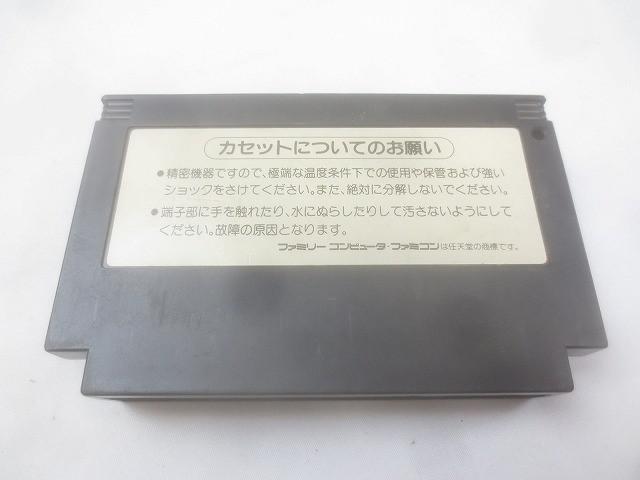 カセットについてのお願い
●精密機器ですので、極端な温度条件下での使用や保管および強い
ショックをさけてください。また、絶対に分解しないでください。
●端子部に手を触れたり、水にぬらしたりして汚さないようにして
ください。故障の原因となります。
ファミリー コンピュータ・ファミコンは任天堂の商標です。